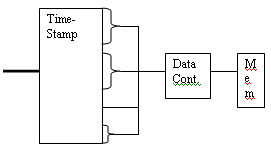 Time-
Stamp
Data
Cont.
M
e
m